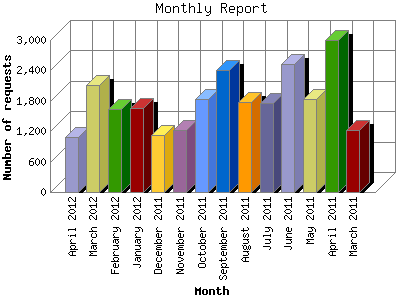 Monthly Report
Number of requests
3,000
2,400
1,800
1,200
600
0
April 2012
March 2012
February 2012
January 2012
December 2011
November 2011
October 2011
September 2011
August 2011
July 2011
June 2011
May 2011
April 2011
March 2011
Month